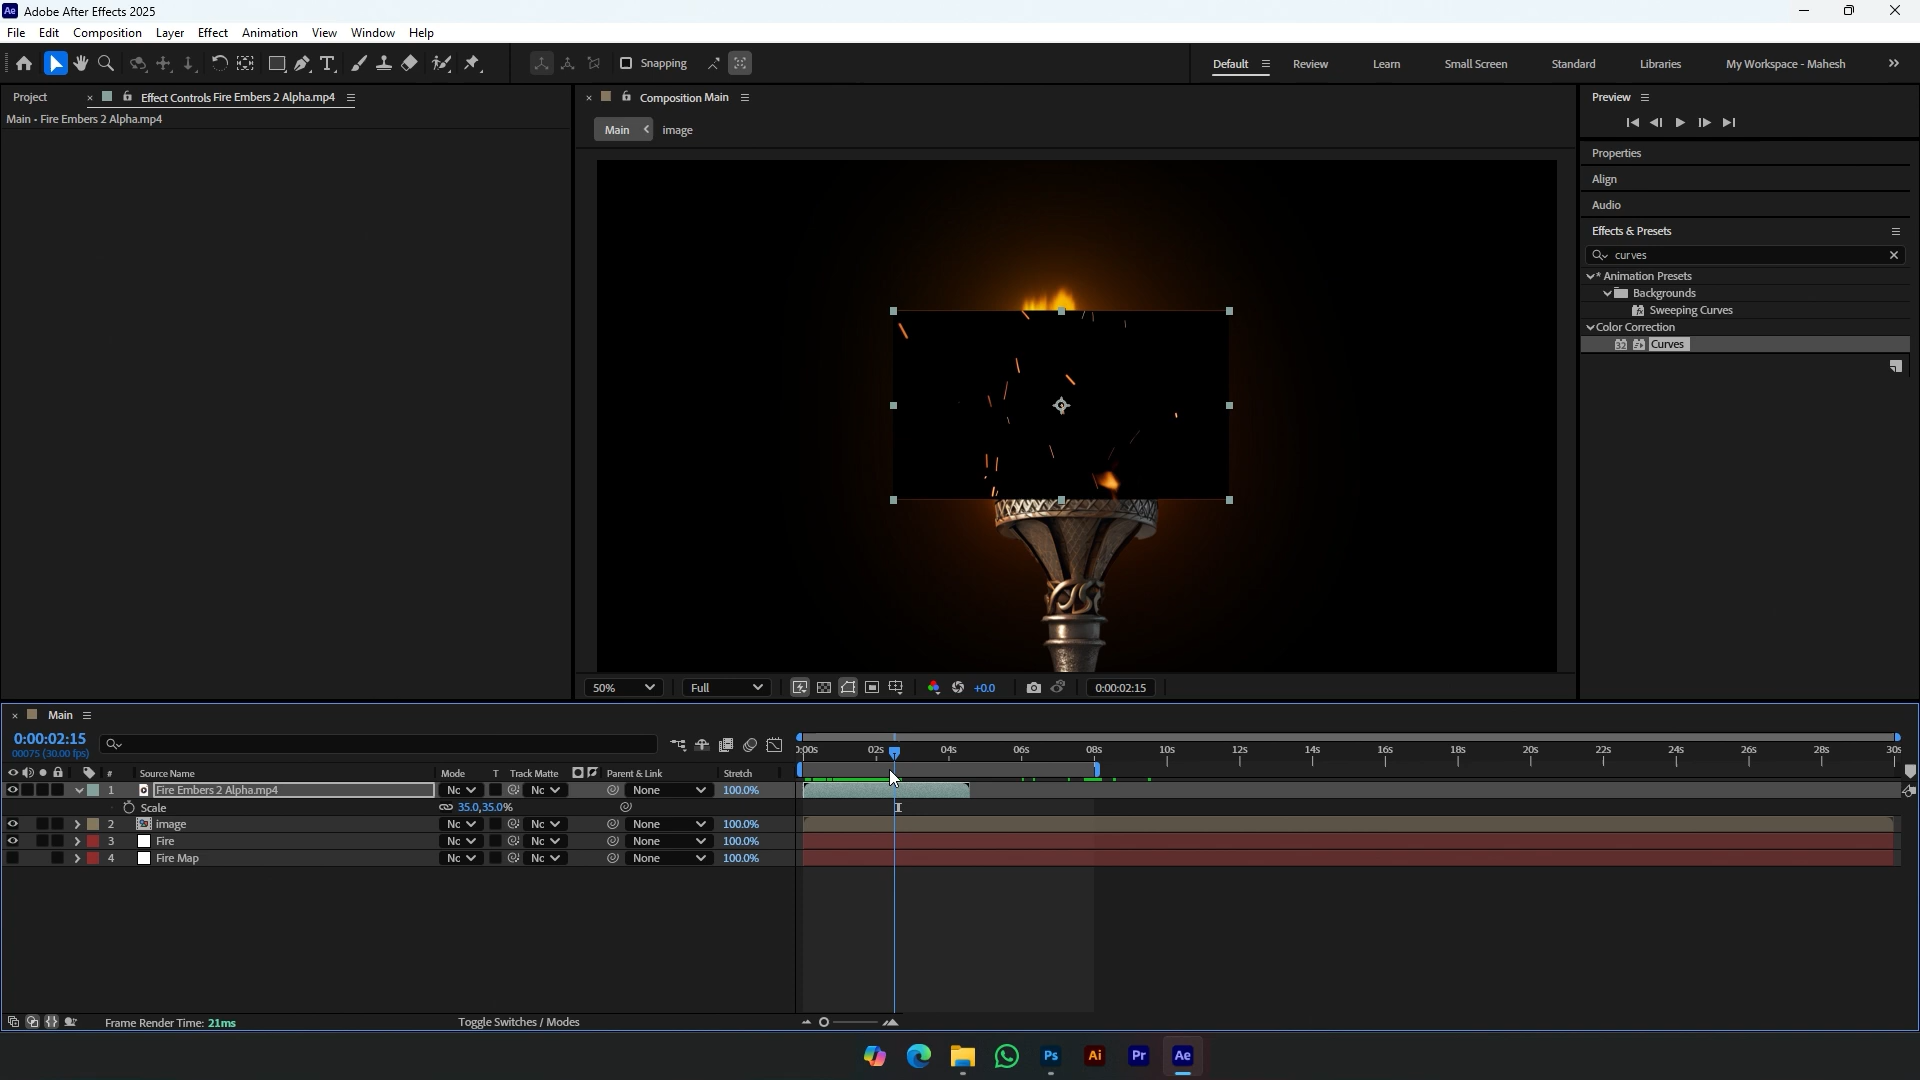 Ae Adobe After Effects 2025
File Edit Composition Layer Effect Animation View Window Help
Snapping Default Review Learn Small Screen Standard Libraries My Workspace - Mahesh
Project Effect Controls Fire Embers 2 Alpha.mp4
Main - Fire Embers 2 Alpha.mp4
Composition Main
Main image
Preview
Properties
Align
Audio
Effects & Presets
curves
* Animation Presets
Backgrounds
Sweeping Curves
Color Correction
32 Curves
50% Full +0.0 0:00:02:15
Main
0:00:02:15
00075 (30.00 fps)
:00s 02s 04s 06s 08s 10s 12s 14s 16s 18s 20s 22s 24s 26s 28s 30s
# Source Name Mode T Track Matte Parent & Link Stretch
1 Fire Embers 2 Alpha.mp4 Nc Nc None 100.0%
Scale 35.0,35.0%
2 image Nc Nc None 100.0%
3 Fire Nc Nc None 100.0%
4 Fire Map Nc Nc None 100.0%
Frame Render Time: 21ms Toggle Switches / Modes
Ps Ai Pr Ae